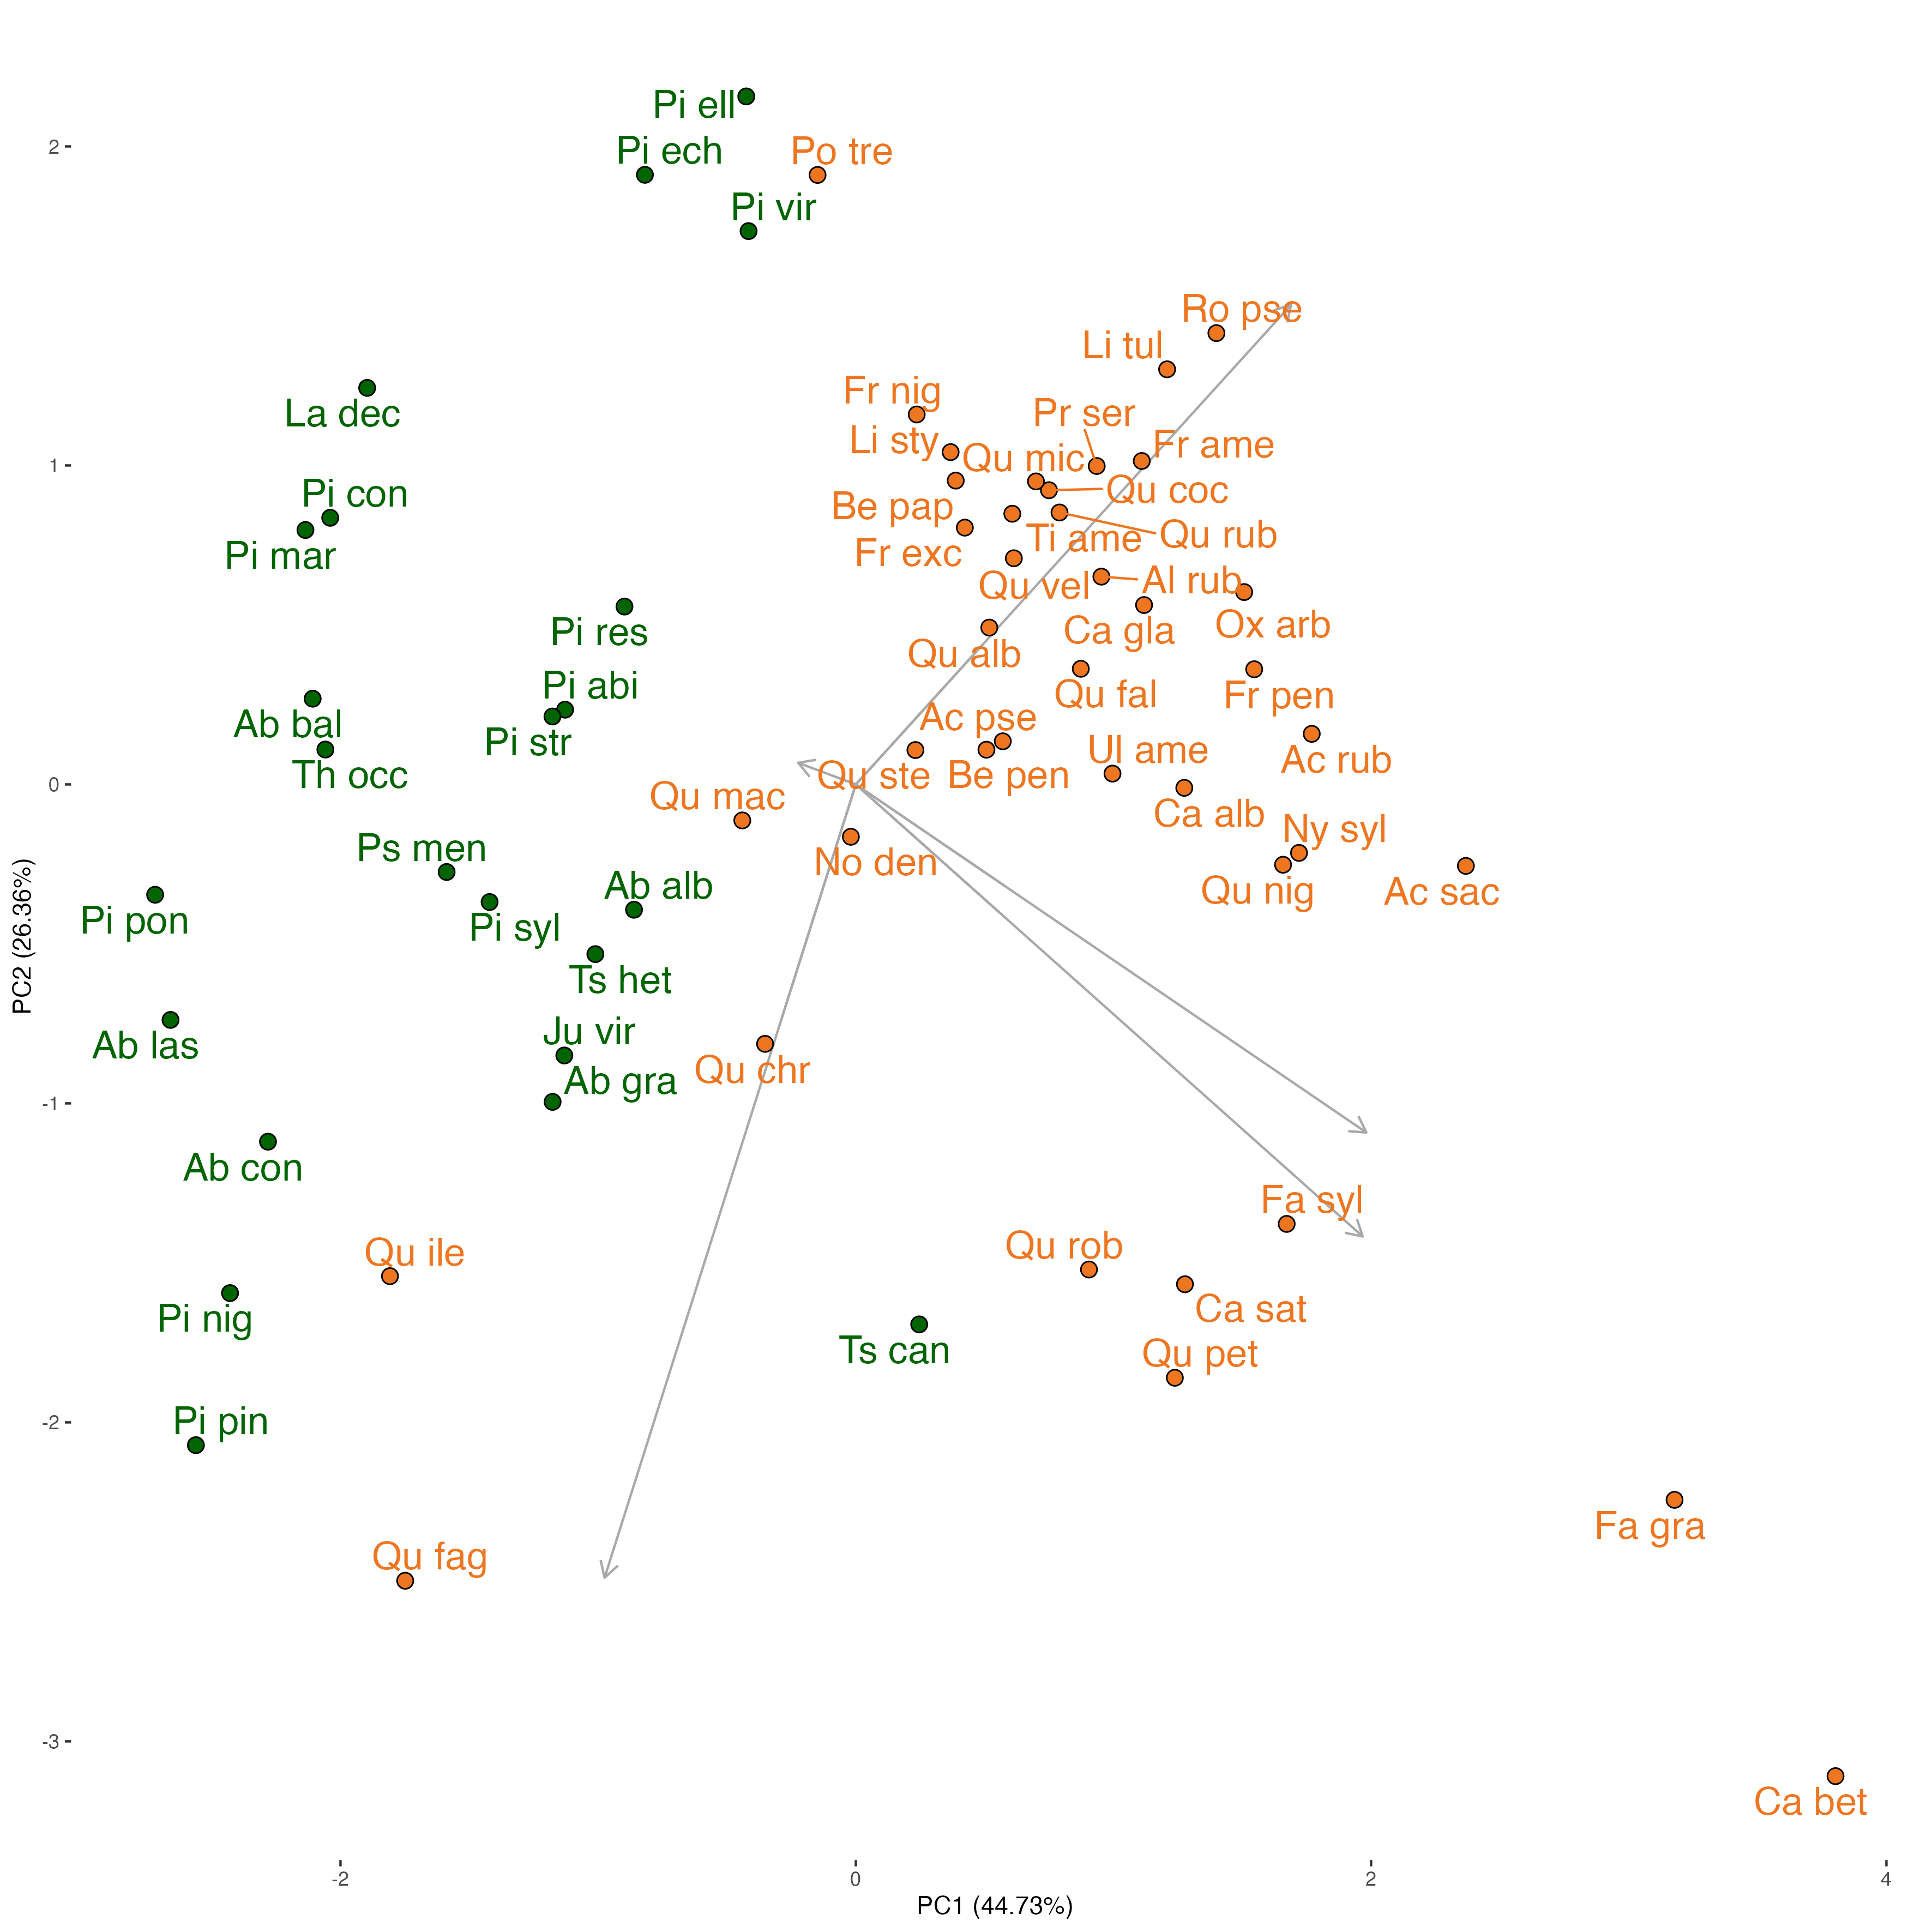 Pi ell
2
Pi ech
Po tre
Pi vir
Ro pse
Li tul
Fr nig
La dec
Pr ser
Li sty
Fr ame
Qu mic
1
Pi con
Qu coc
Be pap
Qu rub
Ti ame
Pi mar
Fr exc
Al rub
Qu vel
Ox arb
Pi res
Ca gla
Qu alb
Pi abi
Qu fal
Fr pen
Ab bal
Ac pse
Pi str
Ul ame
Ac rub
Th occ
Qu ste
Be pen
0
Qu mac
Ca alb
Ny syl
Ps men
No den
Ab alb
Qu nig
Ac sac
Pi pon
Pi syl
PC2 (26.36%)
Ts het
Ju vir
Ab las
Qu chr
Ab gra
-1
Ab con
Fa syl
Qu rob
Qu ile
Ca sat
Pi nig
Ts can
Qu pet
Pi pin
-2
Fa gra
Qu fag
-3
Ca bet
-2
0
2
4
PC1 (44.73%)